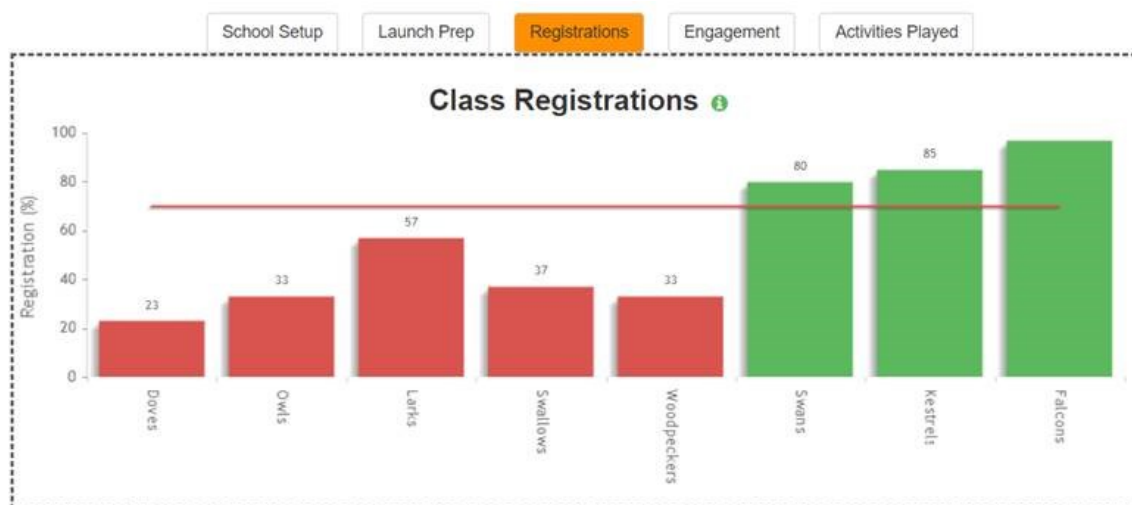 School Setup
Launch Prep
Registrations
Engagement
Activities Played
Class Registrations
Registration (%)
100
80
60
40
20
0
23
33
57
37
33
80
85
Doves
Owls
Larks
Swallows
Woodpeckers
Swans
Kestrels
Falcons